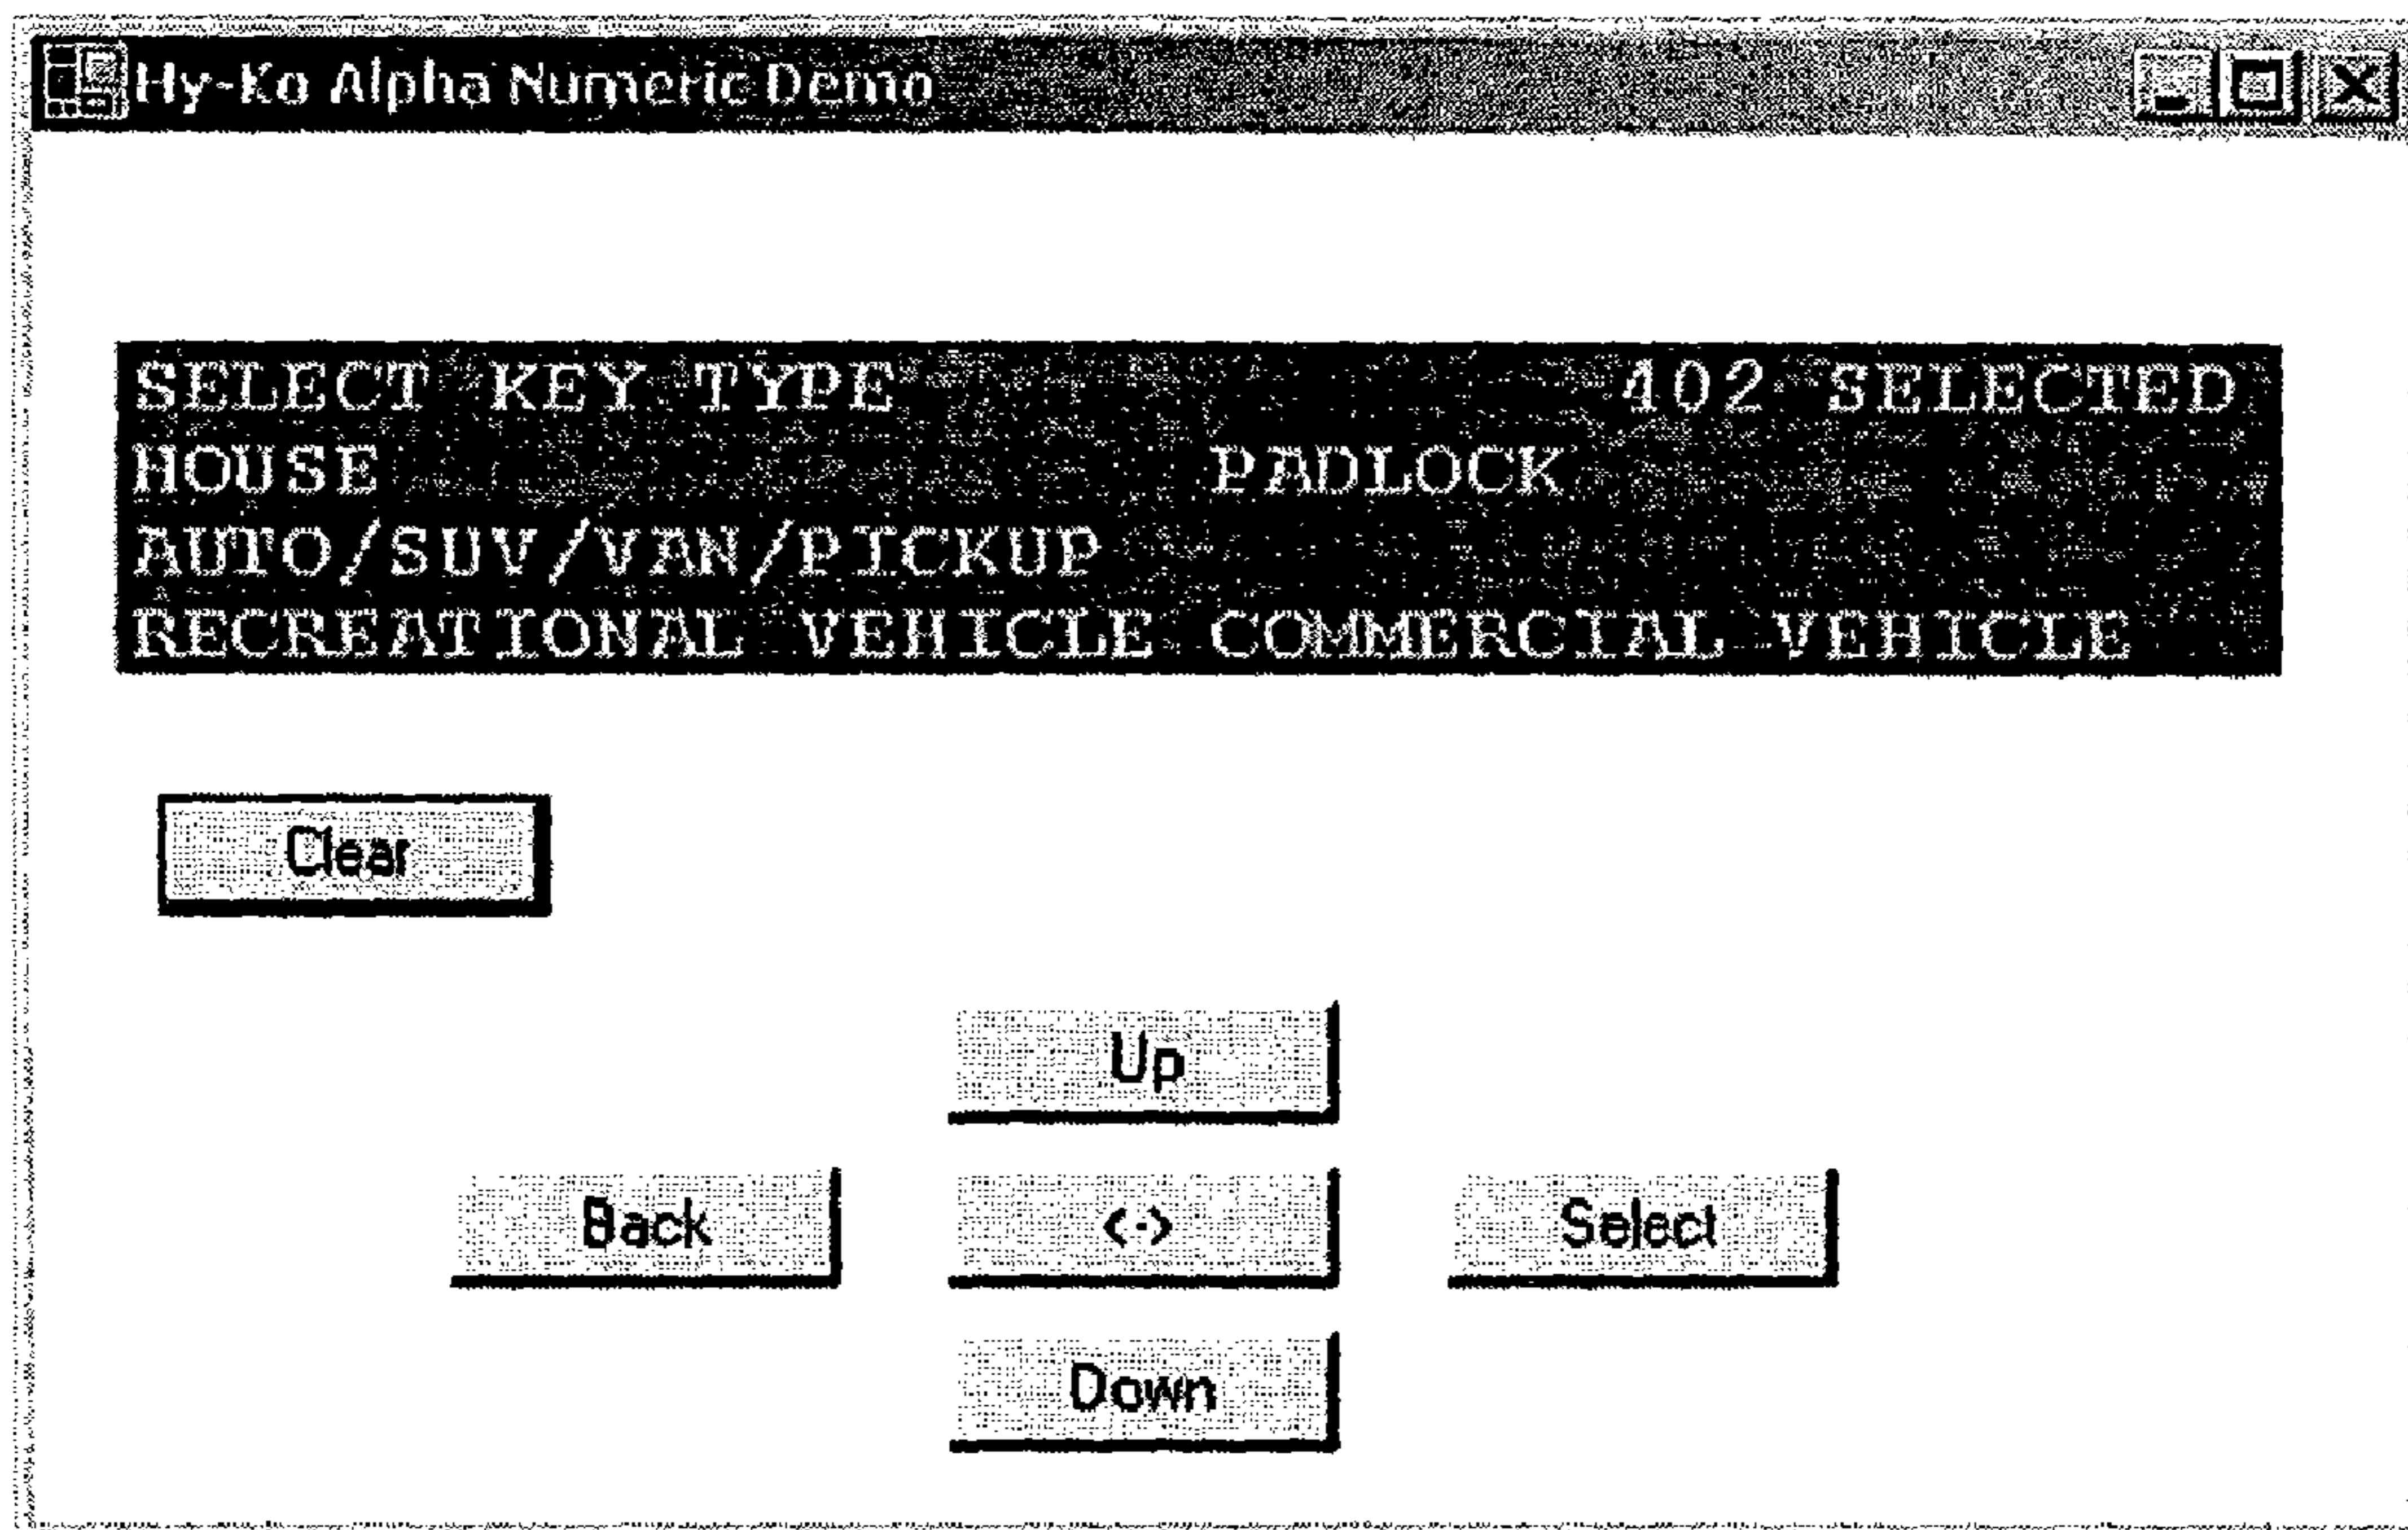 Hy-Ko Alpha Numeric Demo
SELECT KEY TYPE 402 SELECTED
HOUSE PADLOCK
AUTO/SUV/VAN/PICKUP
RECREATIONAL VEHICLE COMMERCIAL VEHICLE
Clear
Up
Back <-> Select
Down